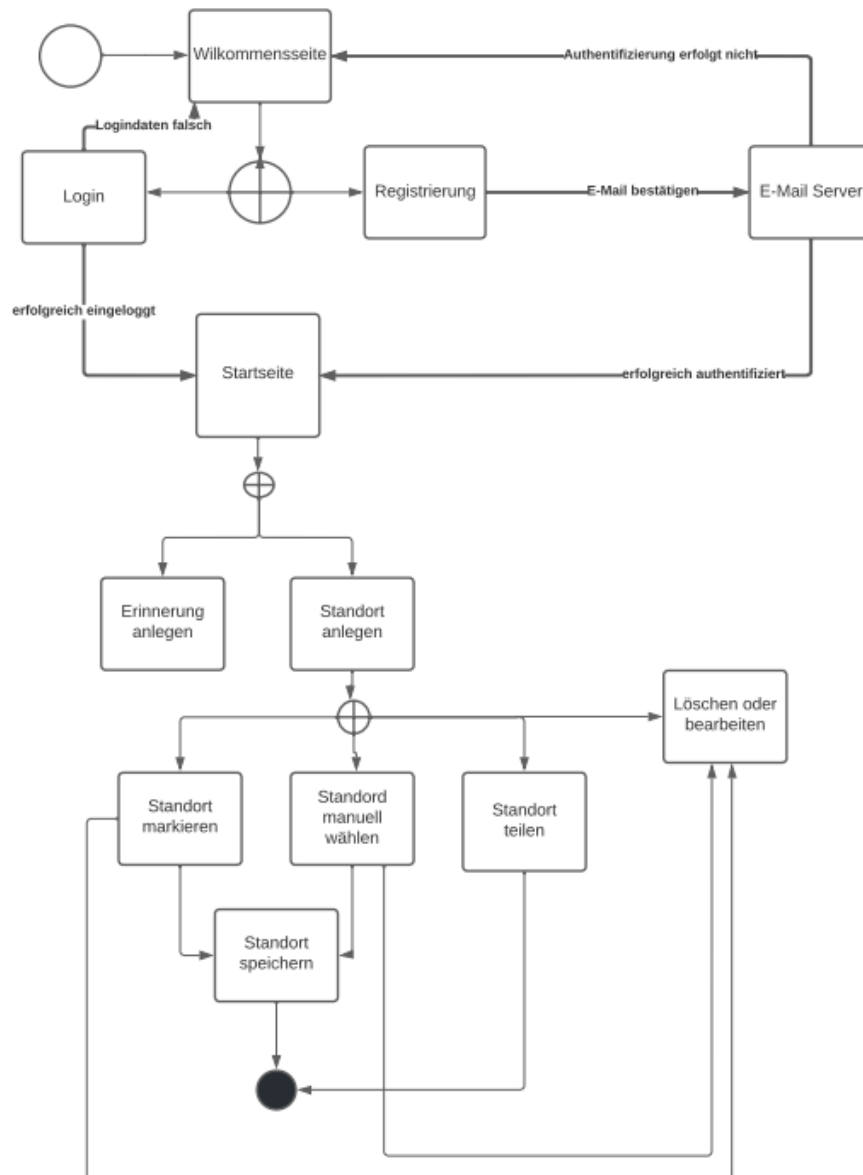 Wilkommensseite
Authentifizierung erfolgt nicht
Logindaten falsch
Login
Registrierung
E-Mail bestätigen
E-Mail Server
erfolgreich eingeloggt
Startseite
erfolgreich authentifiziert
Erinnerung
anlegen
Standort
anlegen
Löschen oder
bearbeiten
Standort
markieren
Standord
manuell
wählen
Standort
teilen
Standort
speichern